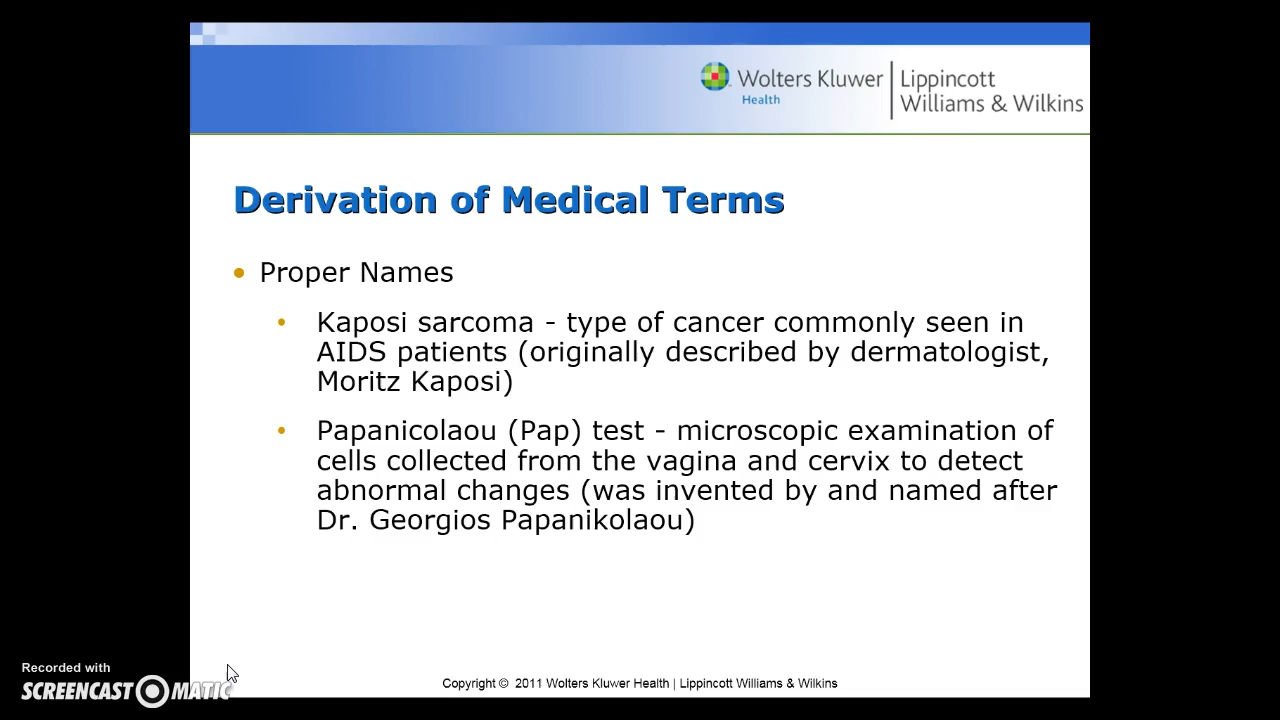 Wolters Kluwer
Health
Lippincott
Williams & Wilkins
Derivation of Medical Terms
• Proper Names
• Kaposi sarcoma - type of cancer commonly seen in
AIDS patients (originally described by dermatologist,
Moritz Kaposi)
• Papanicolaou (Pap) test - microscopic examination of
cells collected from the vagina and cervix to detect
abnormal changes (was invented by and named after
Dr. Georgios Papanikolaou)
Recorded with
SCREENCAST MATIC
Copyright © 2011 Wolters Kluwer Health | Lippincott Williams & Wilkins